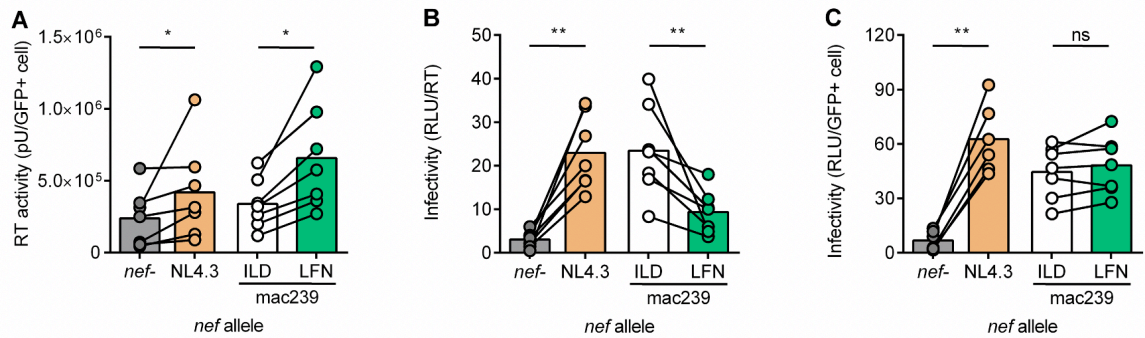 A
RT activity (pU/GFP+ cell)
1.5×10⁶
1.0×10⁶
5.0×10⁵
0
*
*
nef- NL4.3 ILD LFN
mac239
nef allele
B
Infectivity (RLU/RT)
50
40
30
20
10
0
**
**
nef- NL4.3 ILD LFN
mac239
nef allele
C
Infectivity (RLU/GFP+ cell)
120
90
60
30
0
**
ns
nef- NL4.3 ILD LFN
mac239
nef allele